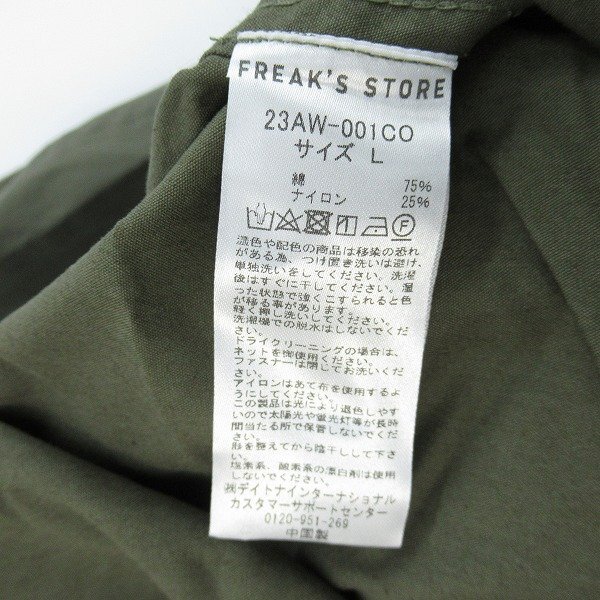 FREAK'S STORE
23AW-001CO
サイズ L
綿 75%
ナイロン 25%
濃色や配色の商品は移染の恐れ
がある為、つけ置き洗いは避け、
単独洗いをしてください。洗濯
後はすぐに干してください。湿
った状態で強くこすられると色
が移る事があります。
軽く押し洗いしてください。
洗濯機での脱水はしないでくだ
さい。
ドライクリーニングの場合は、
ネットを御使用ください。
ファスナーは閉じてお洗いくだ
さい。
アイロンはあて布を使用するよ
うにしてください。
この製品は光により退色しやす
いので太陽光や蛍光灯等が長時
間当たる所で保管しないでくだ
さい。
形を整えてから陰干しして下さ
い。
塩素系、酸素系の漂白剤は使用
しないでください。
㈱デイトナインターナショナル
カスタマーサポートセンター
0120-951-269
中国製